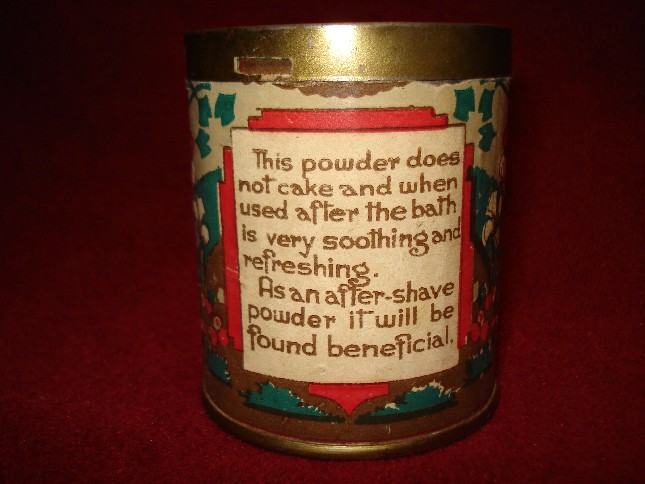 This powder does
not cake and when
used after the bath
is very soothing and
refreshing.
As an after-shave
powder it will be
found beneficial.